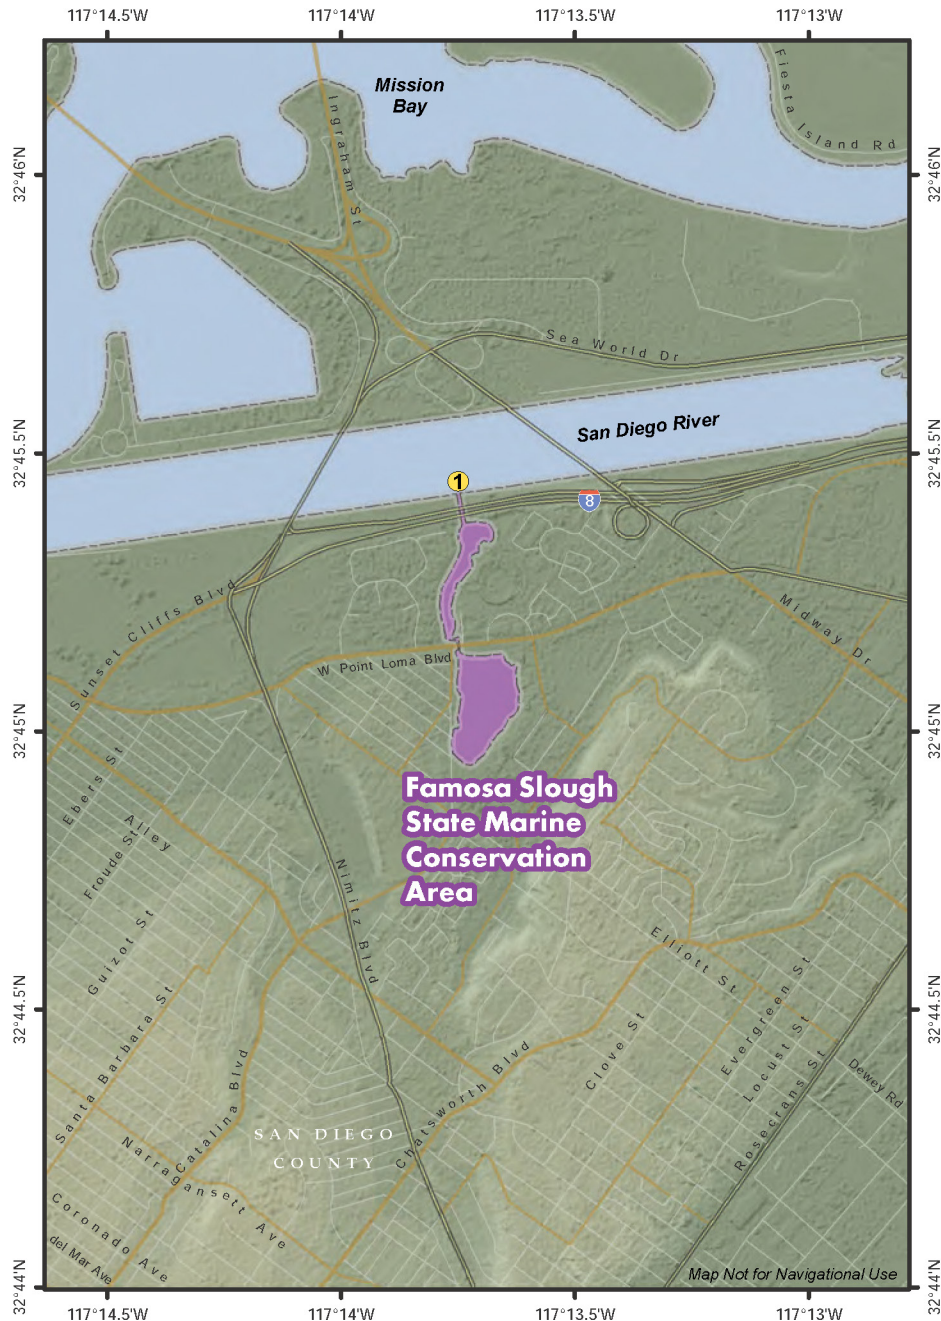 117°14.5'W
117°14'W
117°13.5'W
117°13'W
Mission
Bay
Fiesta Island Rd
Ingraham St
32°46'N
32°46'N
Sea World Dr
San Diego River
32°45.5'N
32°45.5'N
1
8
Sunset Cliffs Blvd
Midway Dr
W Point Loma Blvd
32°45'N
32°45'N
Famosa Slough
State Marine
Conservation
Area
Ebers St
Alley
Froude St
Nimitz Blvd
Guizot St
Elliott St
Santa Barbara St
Evergreen St
32°44.5'N
32°44.5'N
Clove St
Locust St
Rosecrans St
Dewey Rd
Catalina Blvd
Chatsworth Blvd
SAN DIEGO
COUNTY
Narragansett Ave
Coronado Ave
del Mar Ave
Map Not for Navigational Use
32°44'N
32°44'N
117°14.5'W
117°14'W
117°13.5'W
117°13'W